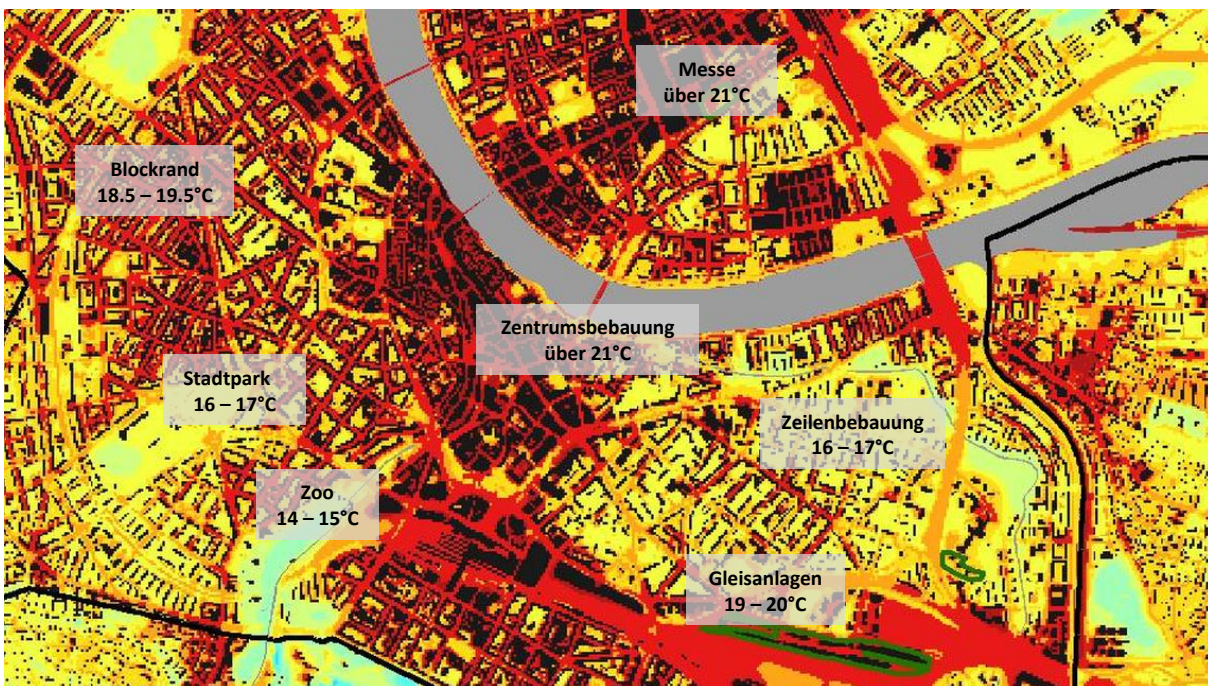 Messe
über 21°C
Blockrand
18.5 – 19.5°C
Zentrumsbebauung
über 21°C
Stadtpark
16 – 17°C
Zeilenbebauung
16 – 17°C
Zoo
14 – 15°C
Gleisanlagen
19 – 20°C